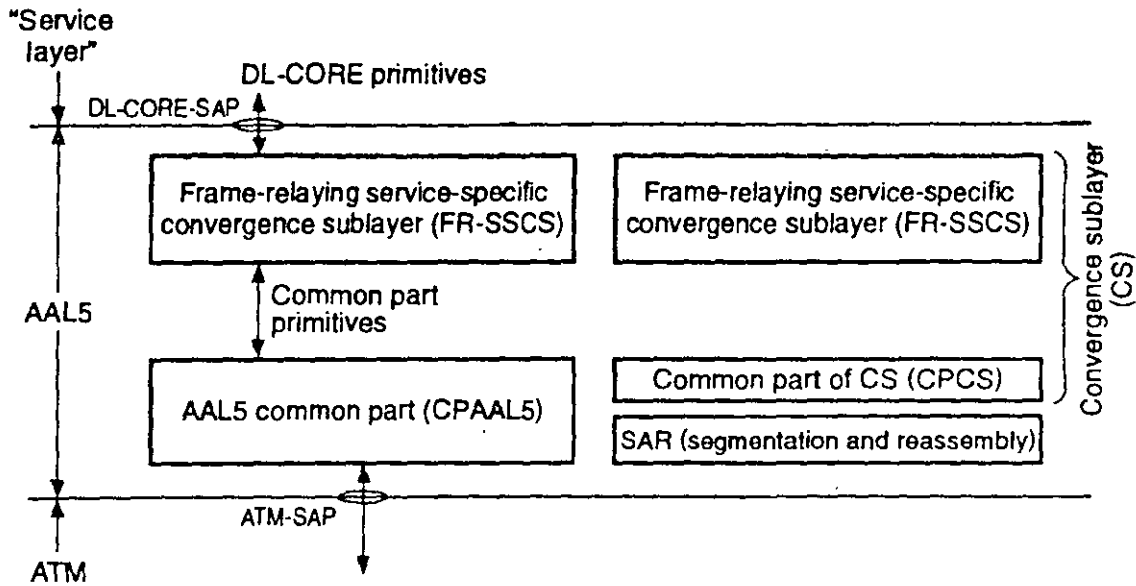 "Service
layer"
DL-CORE primitives
DL-CORE-SAP
Frame-relaying service-specific
convergence sublayer (FR-SSCS)
Frame-relaying service-specific
convergence sublayer (FR-SSCS)
Convergence sublayer
(CS)
AAL5
Common part
primitives
AAL5 common part (CPAAL5)
Common part of CS (CPCS)
SAR (segmentation and reassembly)
ATM-SAP
ATM